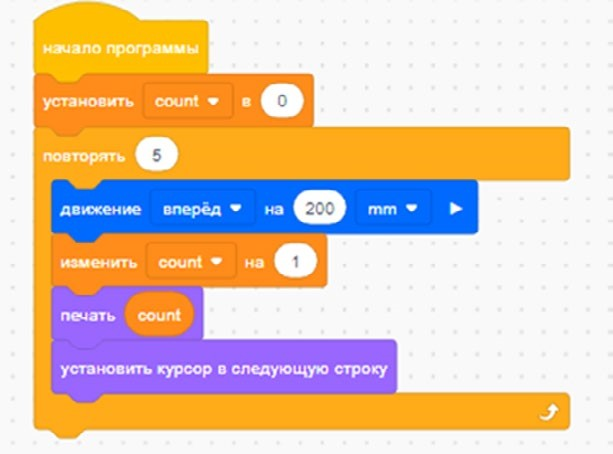 начало программы
установить count в 0
повторять 5
движение вперёд на 200 mm
изменить count на 1
печать count
установить курсор в следующую строку